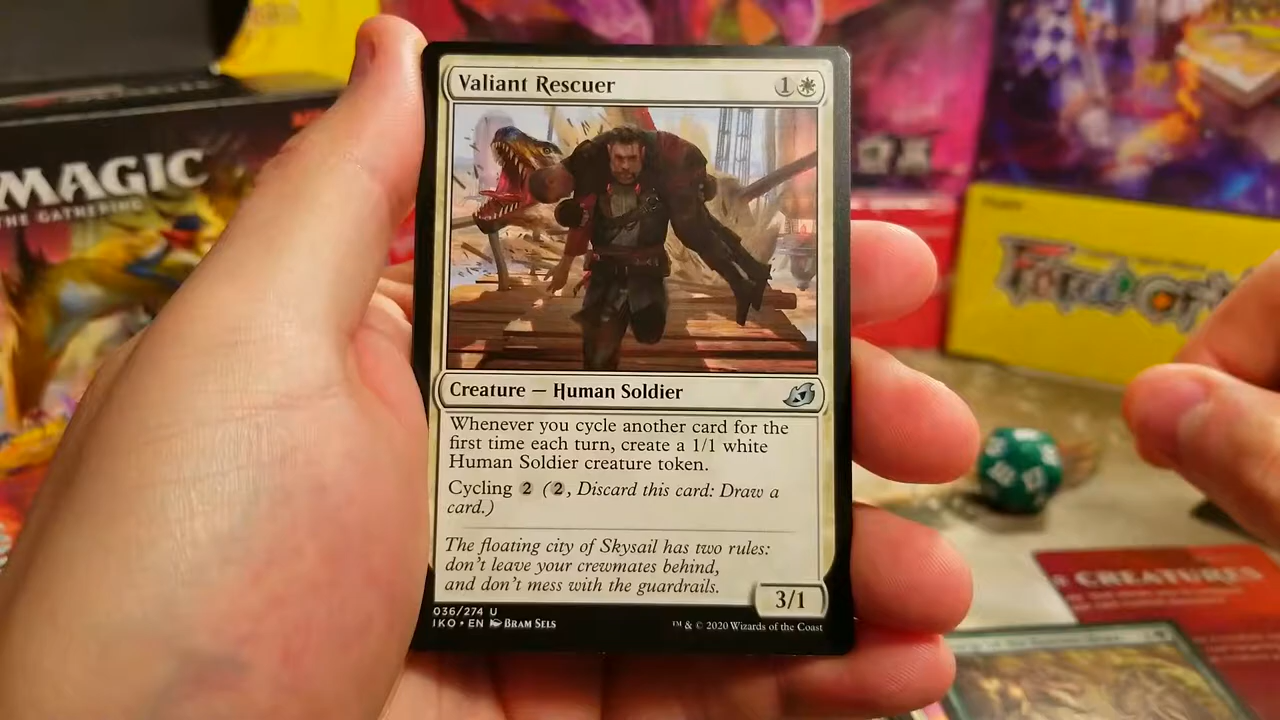 MAGIC
THE GATHERING
Valiant Rescuer 1
Creature — Human Soldier
Whenever you cycle another card for the
first time each turn, create a 1/1 white
Human Soldier creature token.
Cycling 2 (2, Discard this card: Draw a
card.)
The floating city of Skysail has two rules:
don't leave your crewmates behind,
and don't mess with the guardrails.
3/1
036/274 U
IKO • EN BRAM SELS
™ & © 2020 Wizards of the Coast
CREATURES